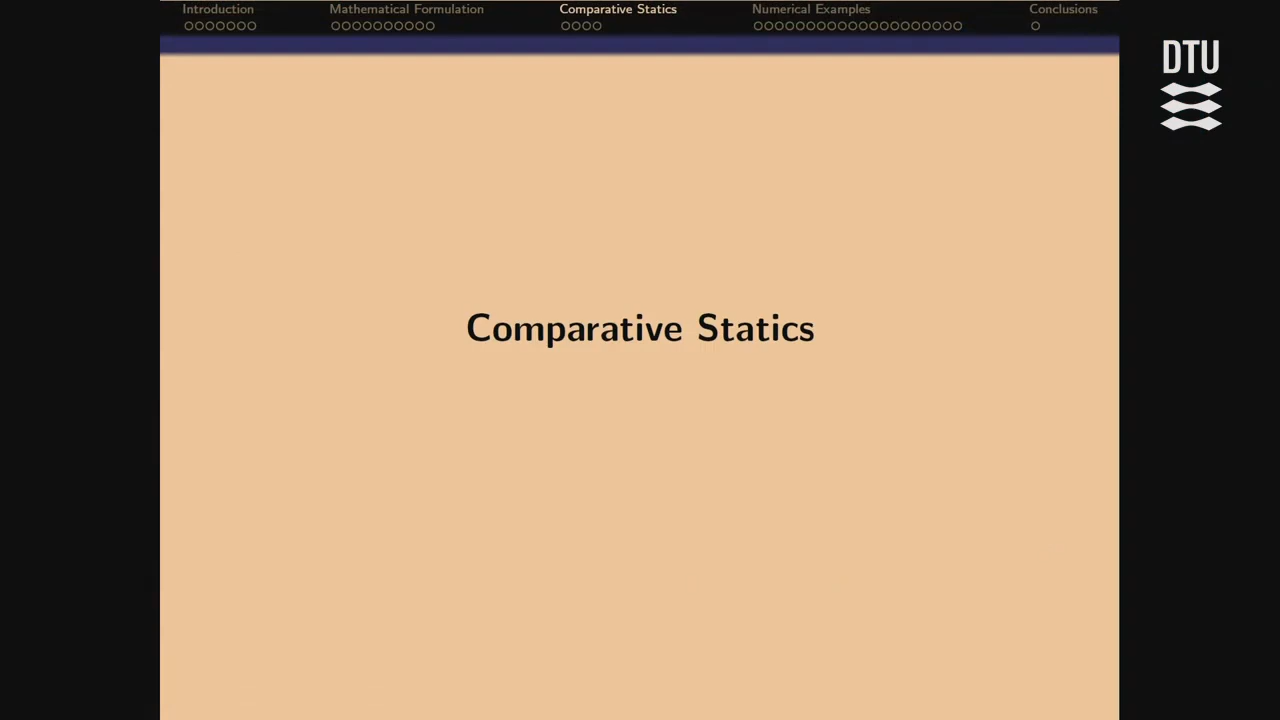 Introduction Mathematical Formulation Comparative Statics Numerical Examples Conclusions
DTU
Comparative Statics